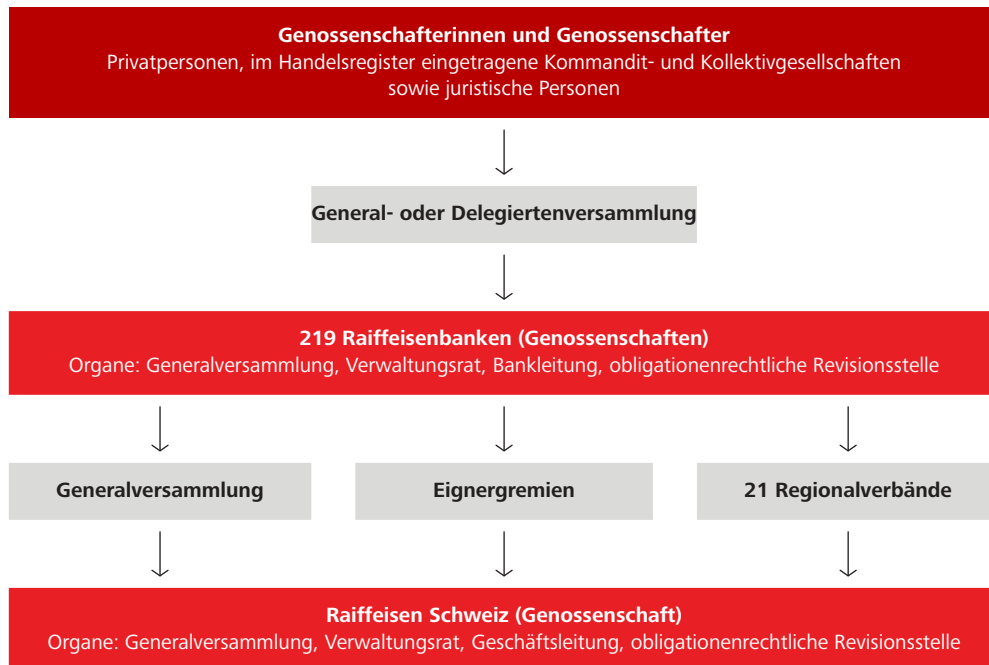 Genossenschafterinnen und Genossenschafter
Privatpersonen, im Handelsregister eingetragene Kommandit- und Kollektivgesellschaften
sowie juristische Personen
General- oder Delegiertenversammlung
219 Raiffeisenbanken (Genossenschaften)
Organe: Generalversammlung, Verwaltungsrat, Bankleitung, obligationenrechtliche Revisionsstelle
Generalversammlung
Eignergremien
21 Regionalverbände
Raiffeisen Schweiz (Genossenschaft)
Organe: Generalversammlung, Verwaltungsrat, Geschäftsleitung, obligationenrechtliche Revisionsstelle